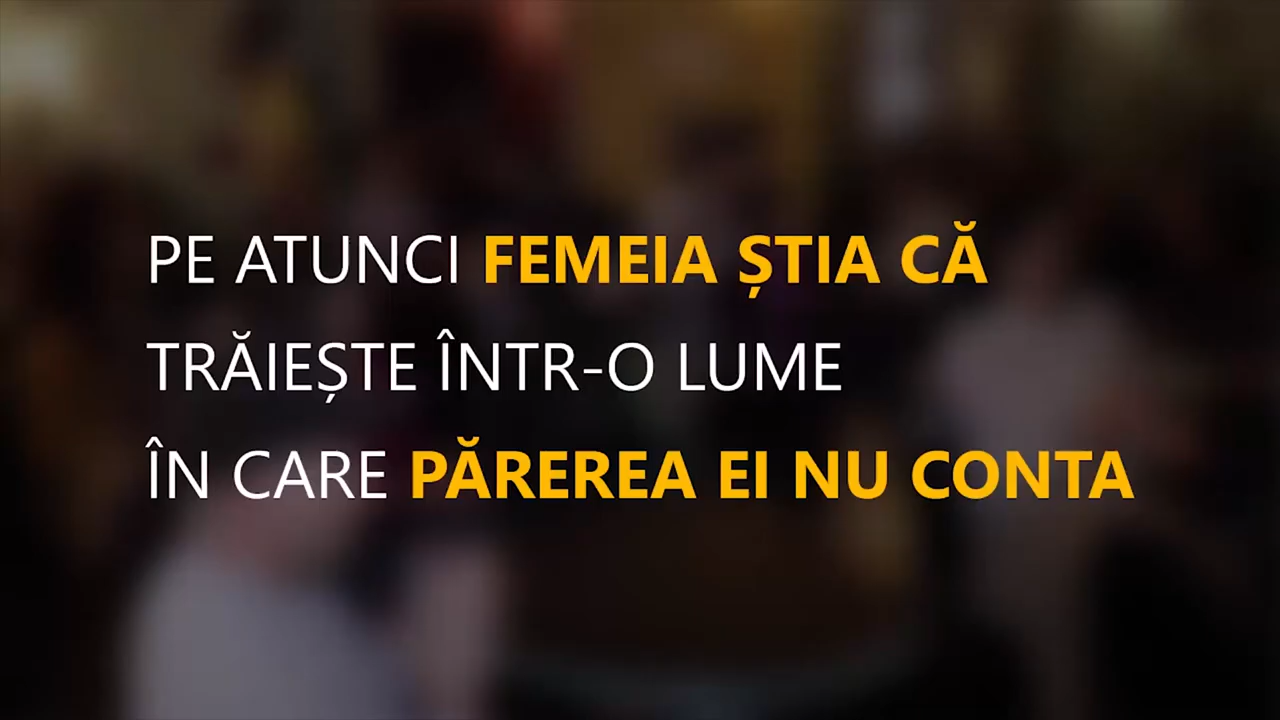 PE ATUNCI FEMEIA ȘTIA CĂ
TRĂIEȘTE ÎNTR-O LUME
ÎN CARE PĂREREA EI NU CONTA